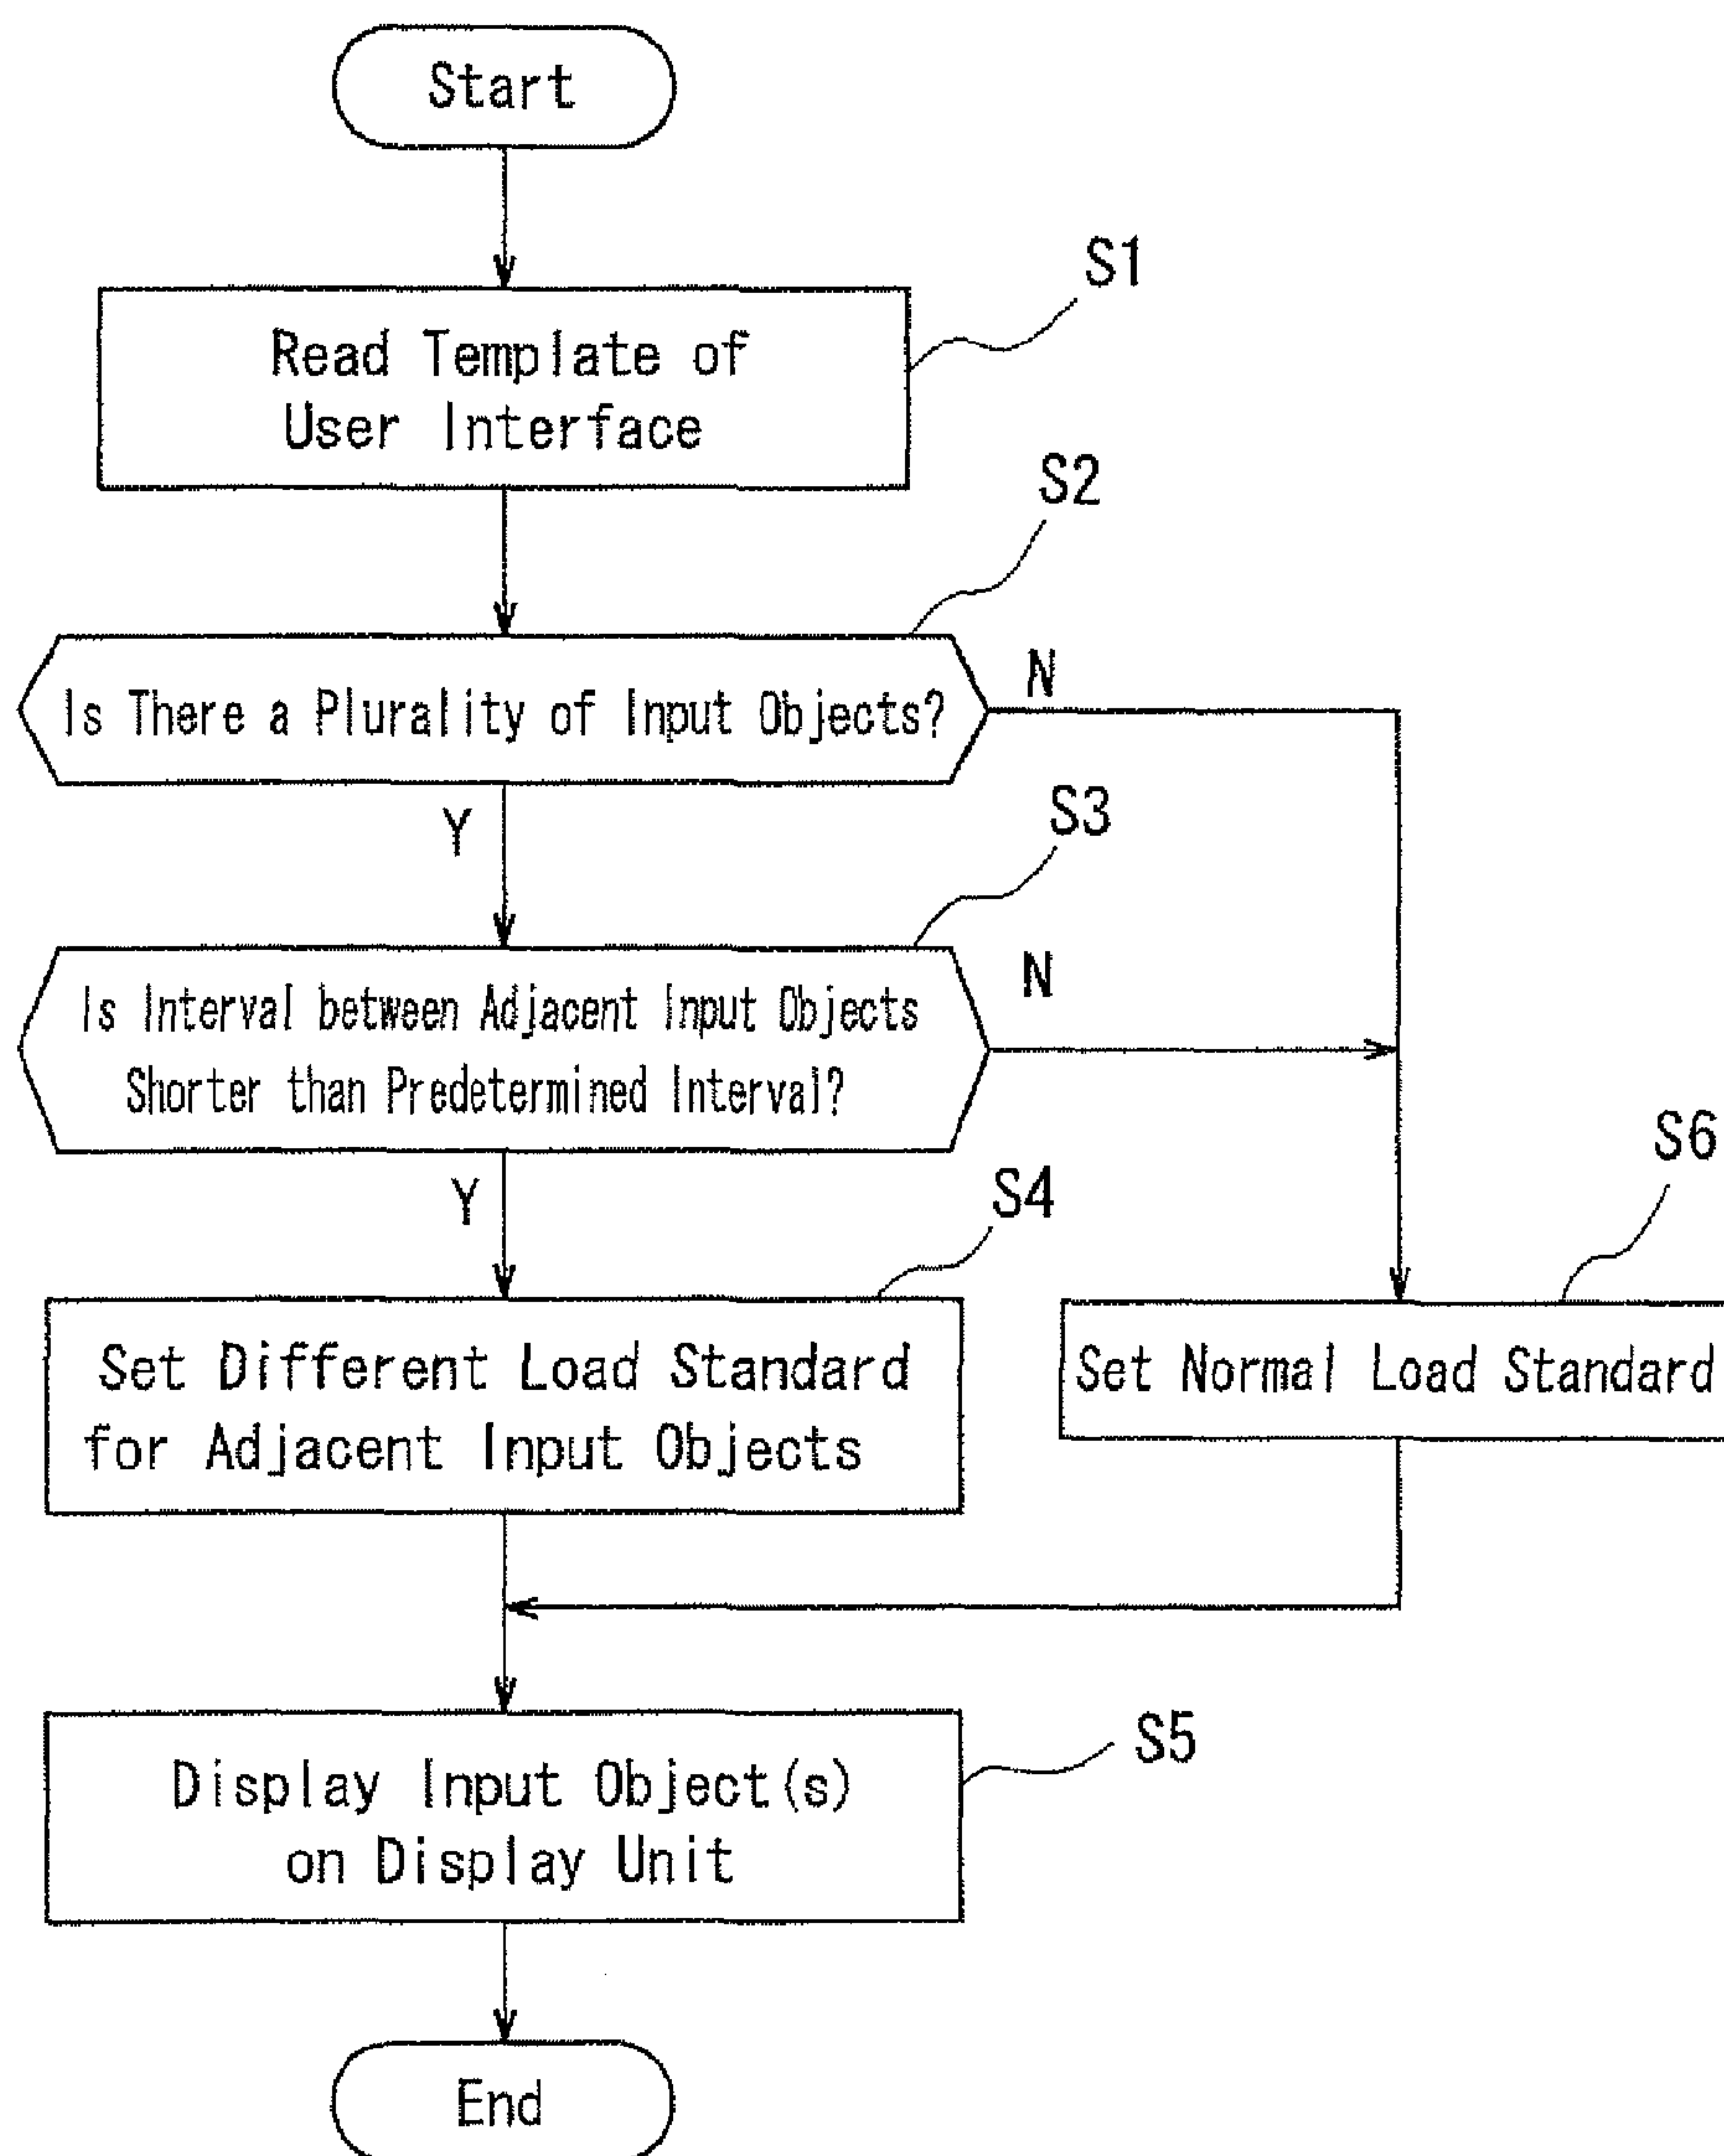 Start
S1
Read Template of
User Interface
S2
Is There a Plurality of Input Objects?
N
Y
S3
Is Interval between Adjacent Input Objects
Shorter than Predetermined Interval?
N
Y
S4
S6
Set Different Load Standard
for Adjacent Input Objects
Set Normal Load Standard
S5
Display Input Object(s)
on Display Unit
End